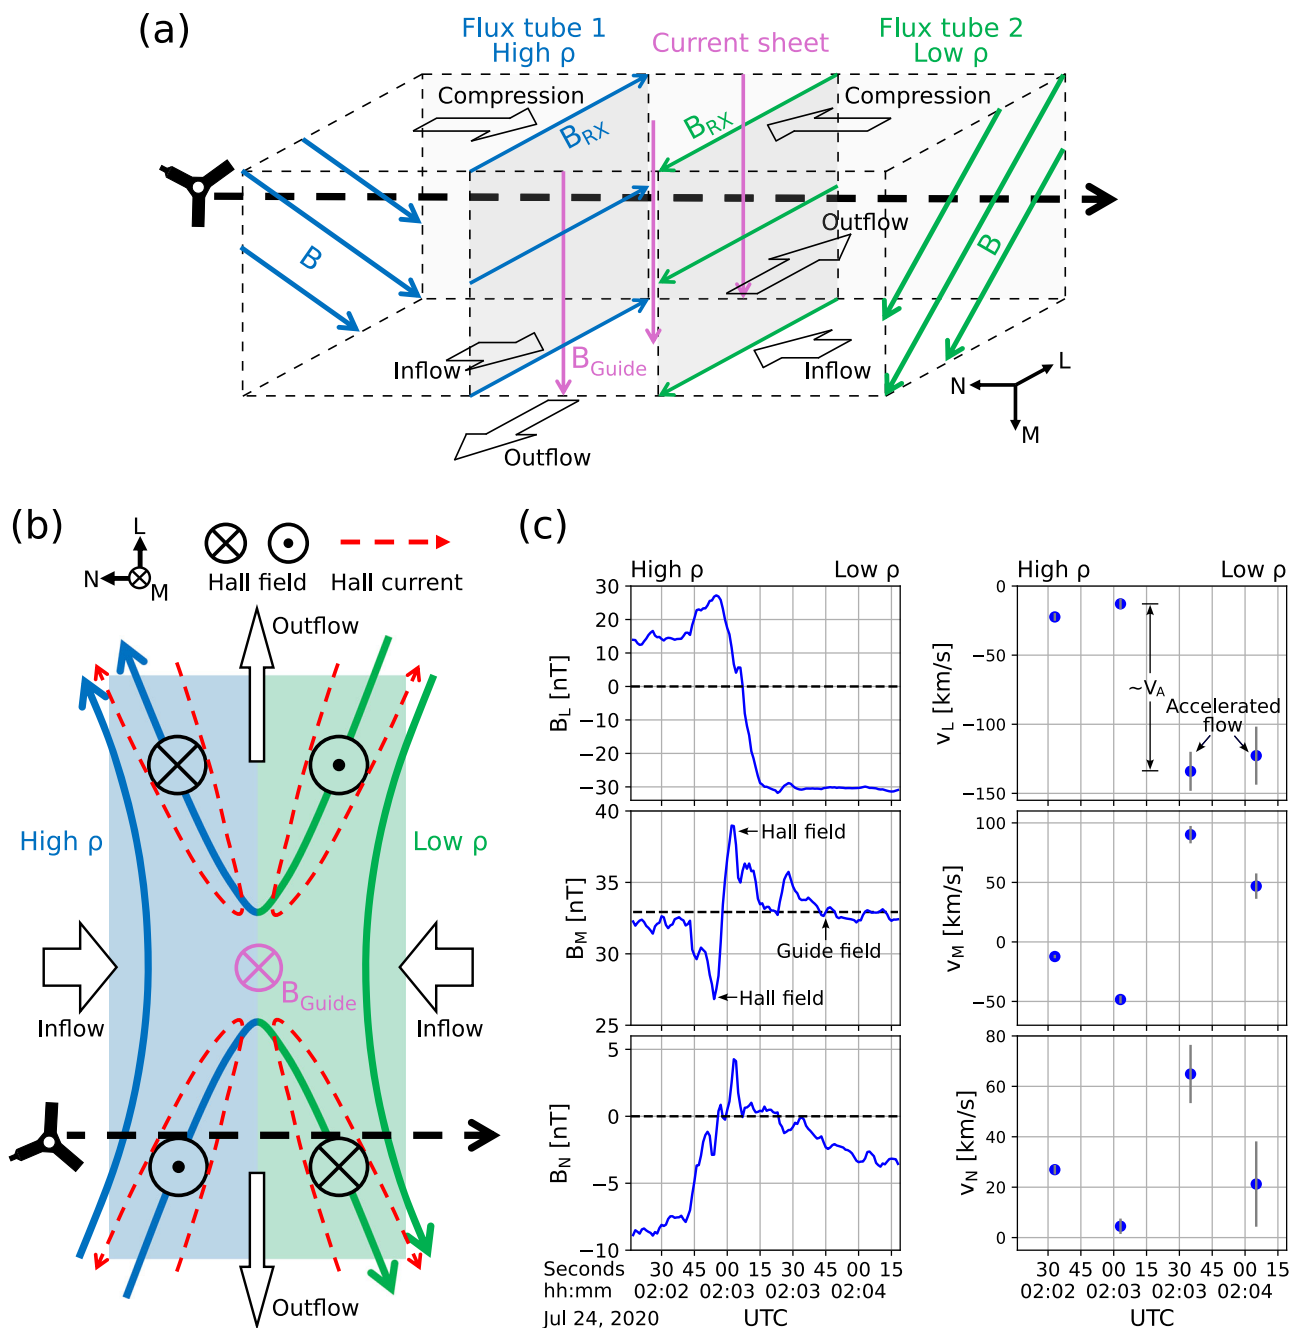 (a)
Flux tube 1
High ρ
Current sheet
Flux tube 2
Low ρ
Compression
Compression
B_RX
B_RX
B
B
Outflow
Inflow
B_Guide
Inflow
Outflow
N
L
M
(b)
L
N
M
Hall field
Hall current
Outflow
High ρ
Low ρ
B_Guide
Inflow
Inflow
Outflow
(c)
High ρ
Low ρ
B_L [nT]
30
20
10
0
−10
−20
−30
B_M [nT]
40
35
30
25
Hall field
Guide field
Hall field
B_N [nT]
5
0
−5
−10
Seconds
30 45 00 15 30 45 00 15
hh:mm
02:02 02:03 02:04
Jul 24, 2020
UTC
High ρ
Low ρ
v_L [km/s]
0
−50
−100
−150
~V_A
Accelerated
flow
v_M [km/s]
100
50
0
−50
v_N [km/s]
80
60
40
20
0
30 45 00 15 30 45 00 15
02:02 02:03 02:03 02:04
UTC